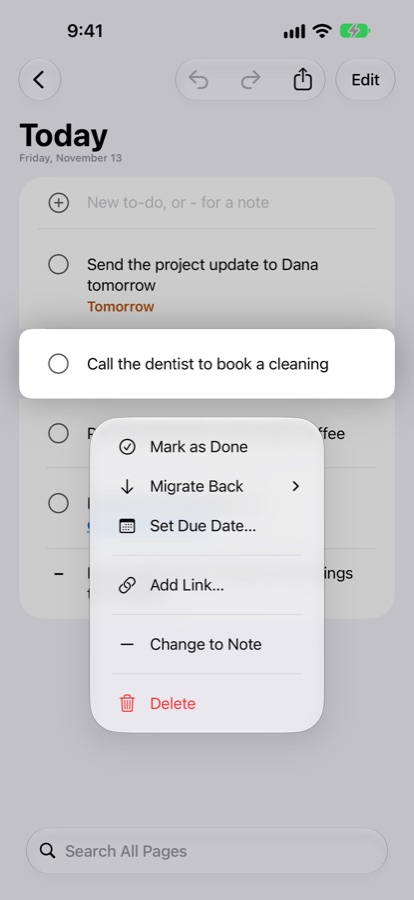 9:41
Edit
Today
Friday, November 13
New to-do, or - for a note
Send the project update to Dana
tomorrow
Tomorrow
Call the dentist to book a cleaning
Mark as Done
Migrate Back
Set Due Date...
Add Link...
Change to Note
Delete
Search All Pages